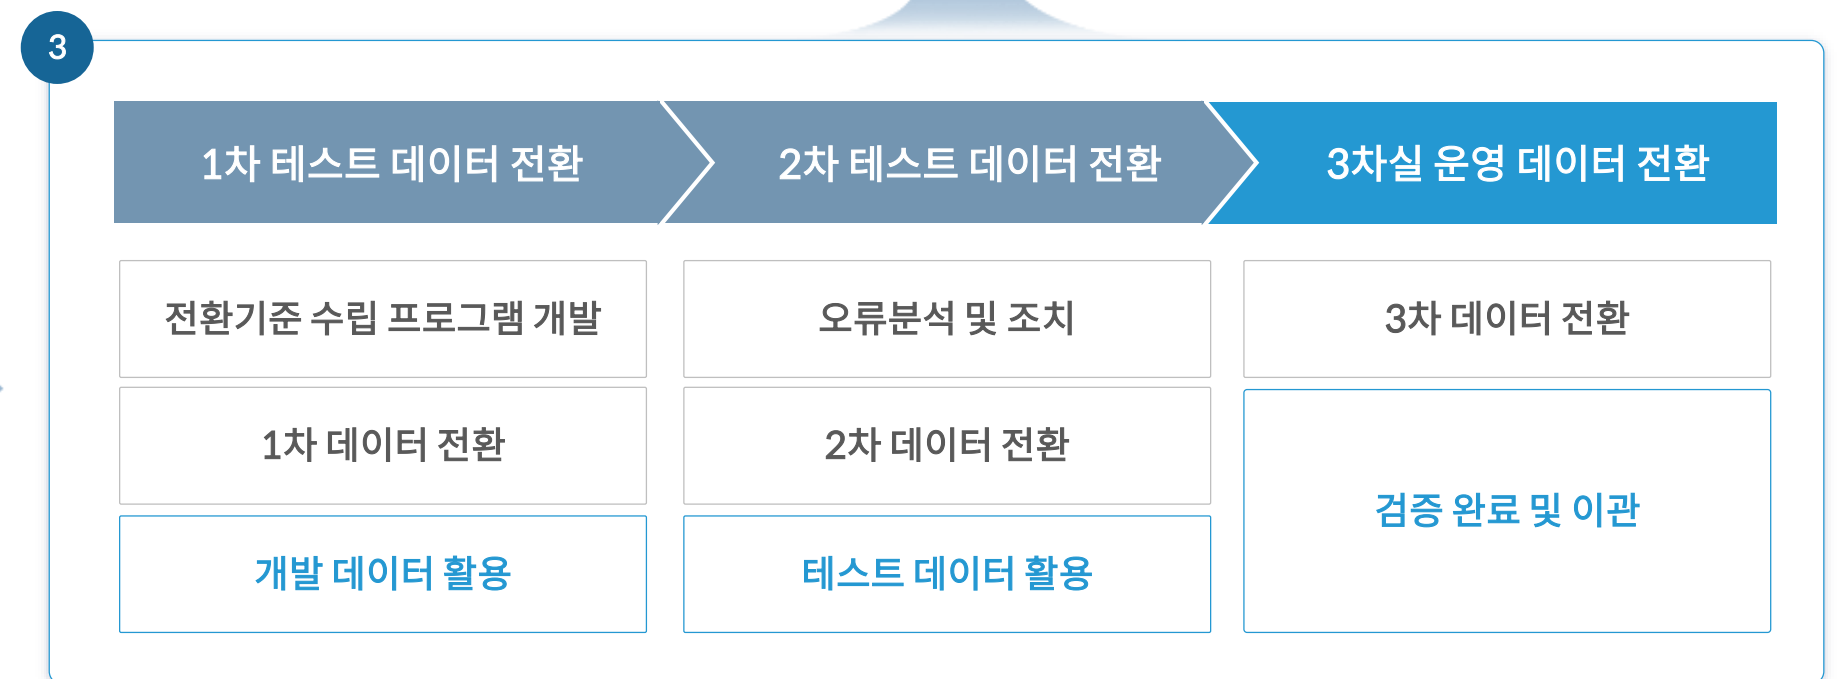 3
1차 테스트 데이터 전환
2차 테스트 데이터 전환
3차실 운영 데이터 전환
전환기준 수립 프로그램 개발
오류분석 및 조치
3차 데이터 전환
1차 데이터 전환
2차 데이터 전환
검증 완료 및 이관
개발 데이터 활용
테스트 데이터 활용